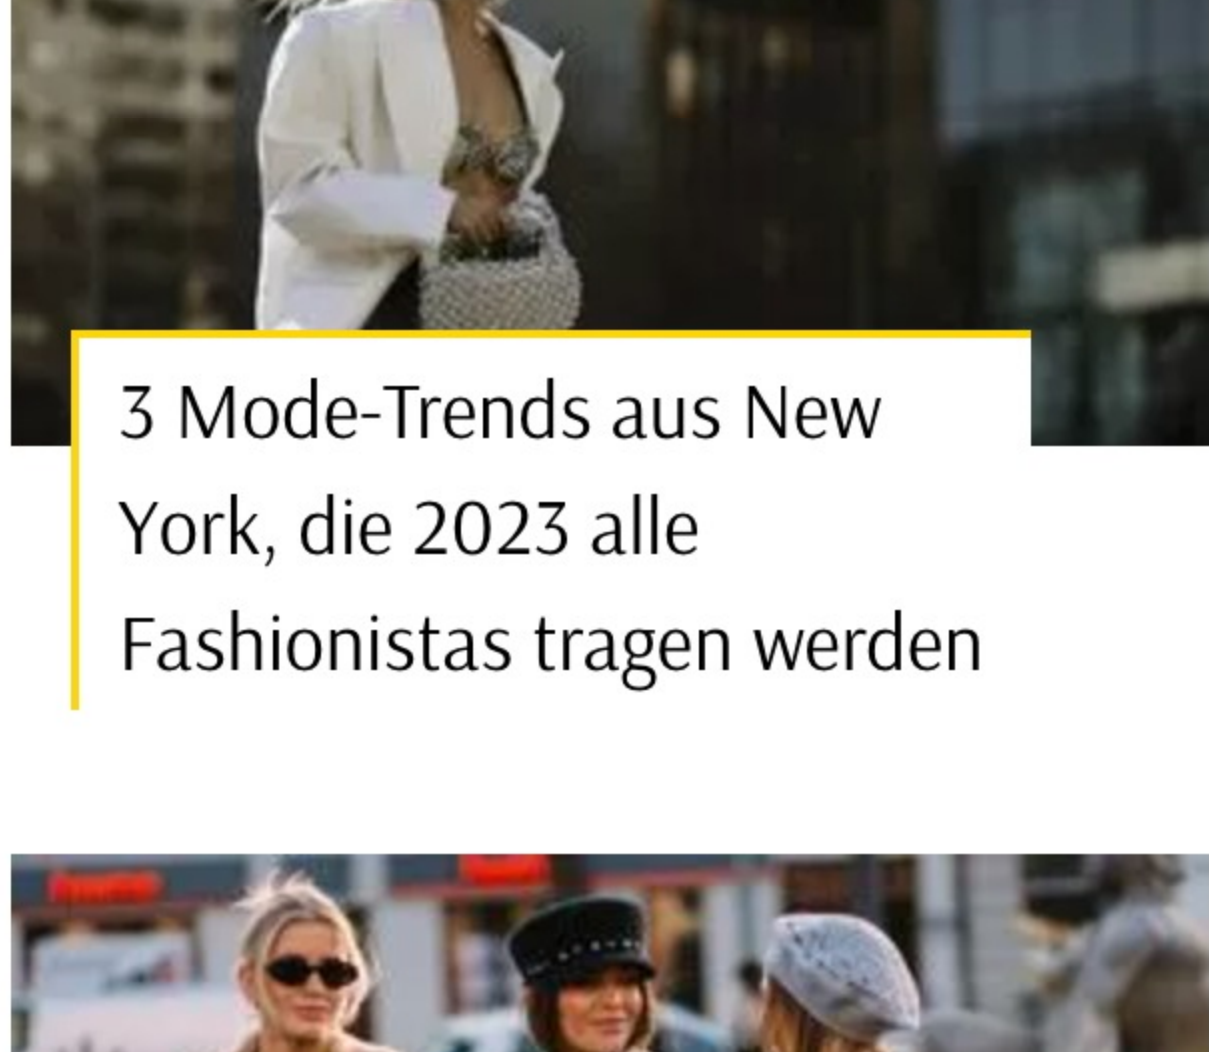 3 Mode-Trends aus New
York, die 2023 alle
Fashionistas tragen werden